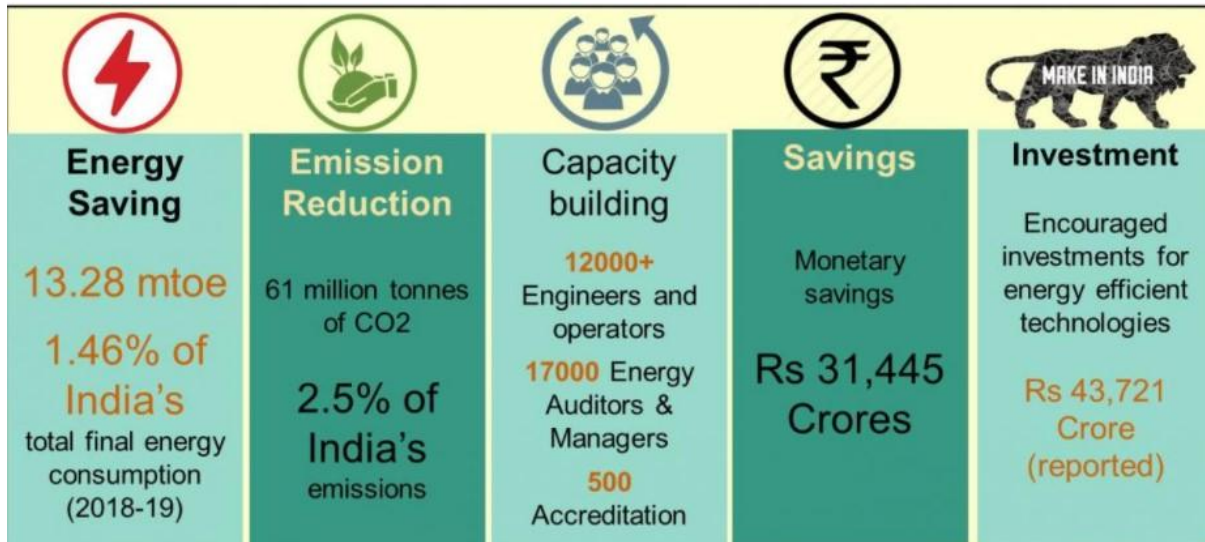 MAKE IN INDIA
Energy
Saving
13.28 mtoe
1.46% of
India's
total final energy
consumption
(2018-19)
Emission
Reduction
61 million tonnes
of CO2
2.5% of
India's
emissions
Capacity
building
12000+
Engineers and
operators
17000 Energy
Auditors &
Managers
500
Accreditation
₹
Savings
Monetary
savings
Rs 31,445
Crores
Investment
Encouraged
investments for
energy efficient
technologies
Rs 43,721
Crore
(reported)